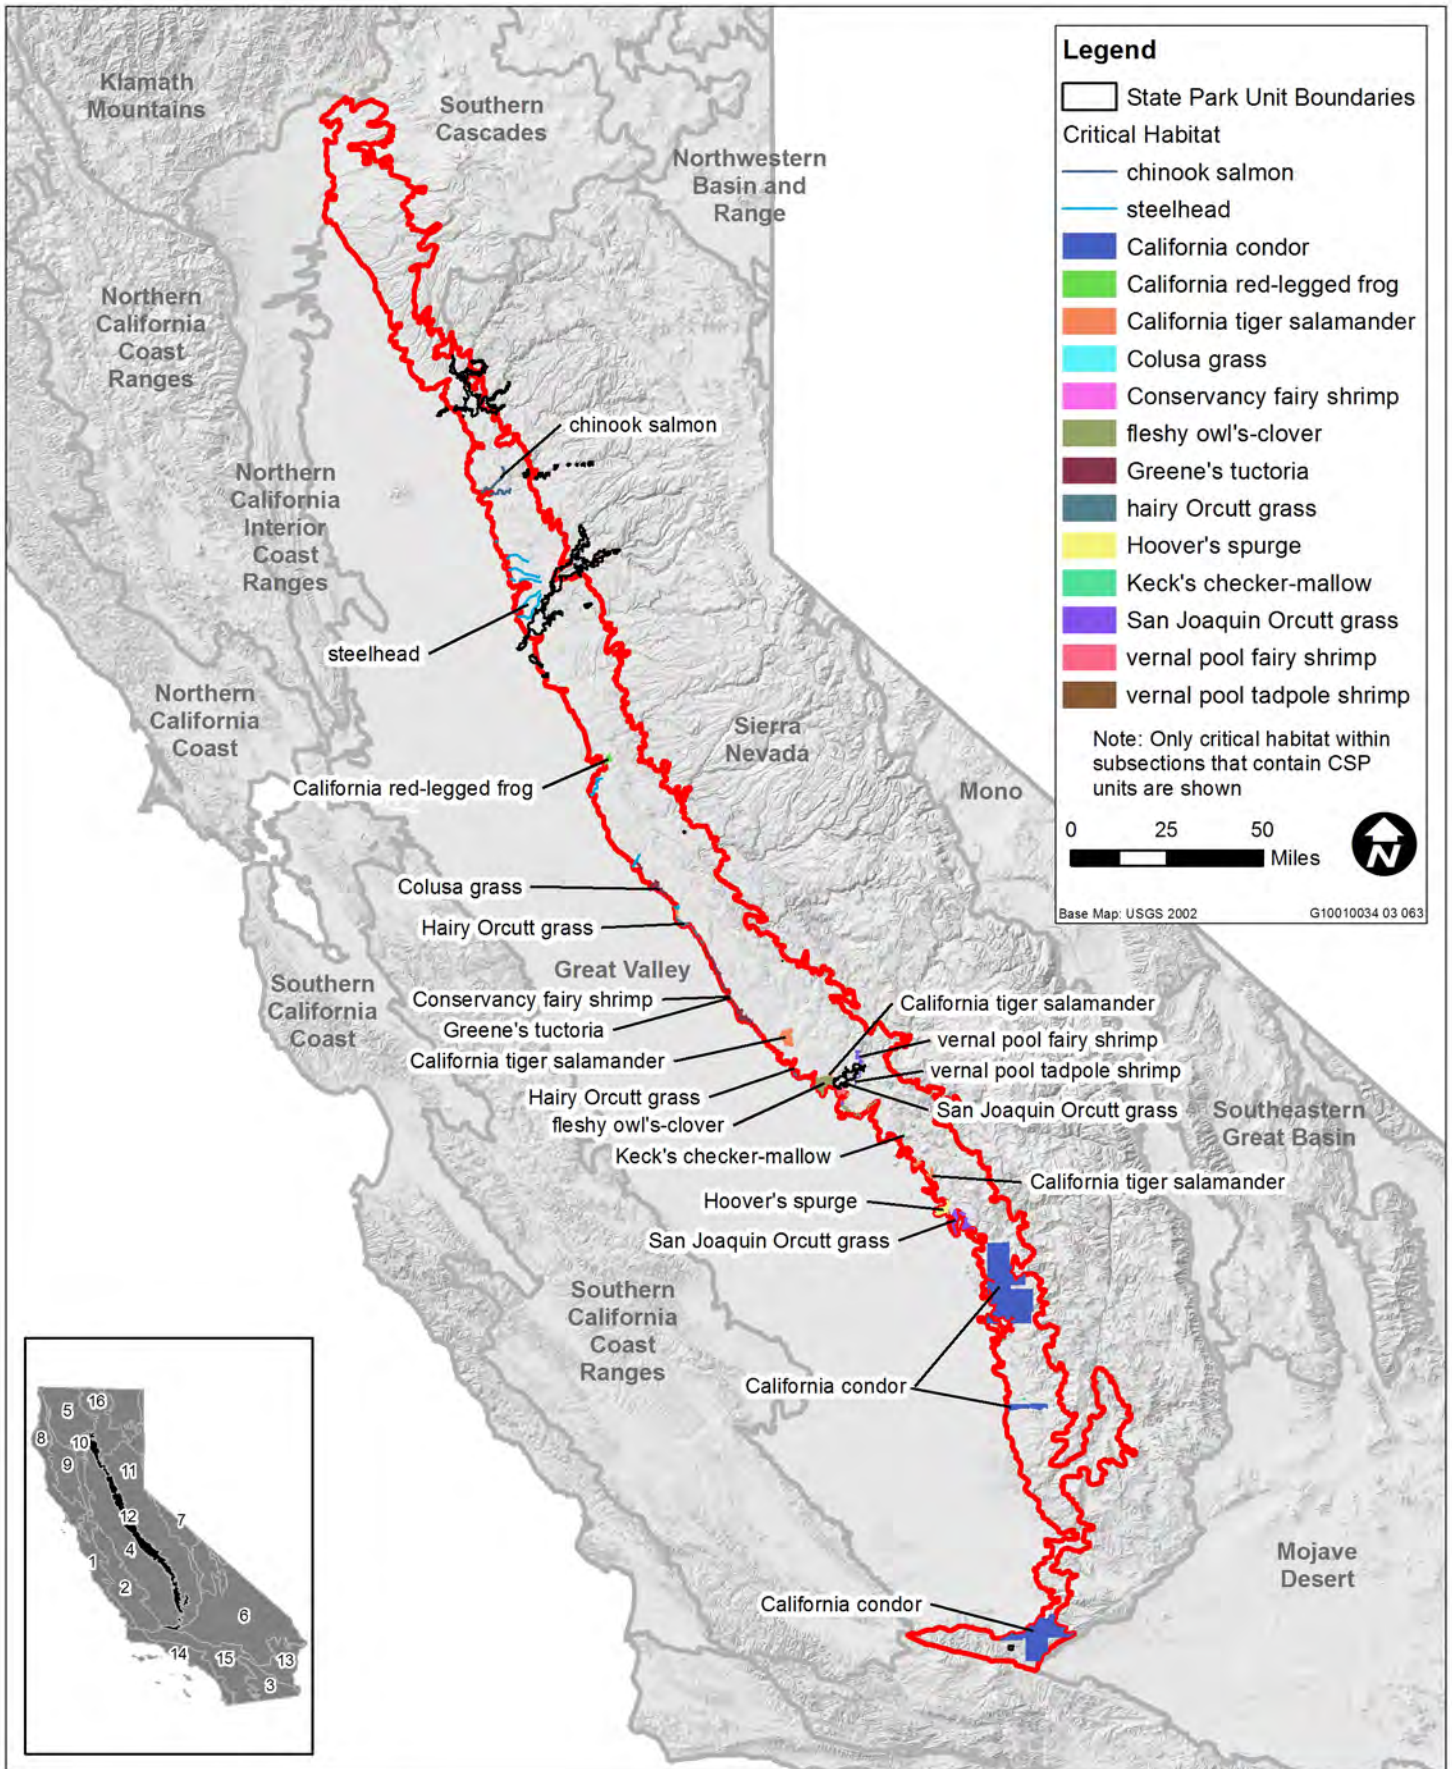 Klamath
Mountains
Southern
Cascades
Northwestern
Basin and
Range
Northern
California
Coast
Ranges
Northern
California
Interior
Coast
Ranges
chinook salmon
steelhead
Northern
California
Coast
Sierra
Nevada
Mono
California red-legged frog
Colusa grass
Hairy Orcutt grass
Great Valley
Southern
California
Coast
Conservancy fairy shrimp
Greene's tuctoria
California tiger salamander
Hairy Orcutt grass
fleshy owl's-clover
Keck's checker-mallow
Hoover's spurge
San Joaquin Orcutt grass
California tiger salamander
vernal pool fairy shrimp
vernal pool tadpole shrimp
San Joaquin Orcutt grass
California tiger salamander
Southeastern
Great Basin
Southern
California
Coast
Ranges
California condor
California condor
Mojave
Desert
Legend
State Park Unit Boundaries
Critical Habitat
chinook salmon
steelhead
California condor
California red-legged frog
California tiger salamander
Colusa grass
Conservancy fairy shrimp
fleshy owl's-clover
Greene's tuctoria
hairy Orcutt grass
Hoover's spurge
Keck's checker-mallow
San Joaquin Orcutt grass
vernal pool fairy shrimp
vernal pool tadpole shrimp
Note: Only critical habitat within
subsections that contain CSP
units are shown
0 25 50
Miles
N
Base Map: USGS 2002 G10010034 03 063
16
5
8
10
9
11
12
7
4
1
2
6
14
15
13
3